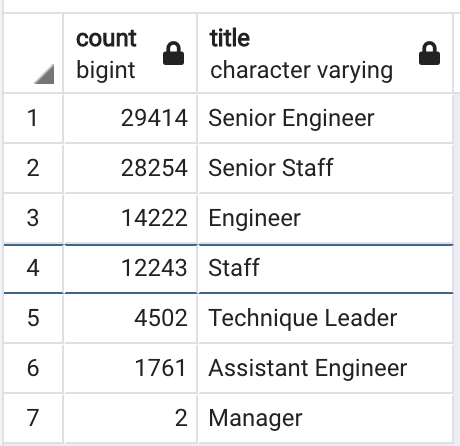 count title
bigint character varying
1 29414 Senior Engineer
2 28254 Senior Staff
3 14222 Engineer
4 12243 Staff
5 4502 Technique Leader
6 1761 Assistant Engineer
7 2 Manager